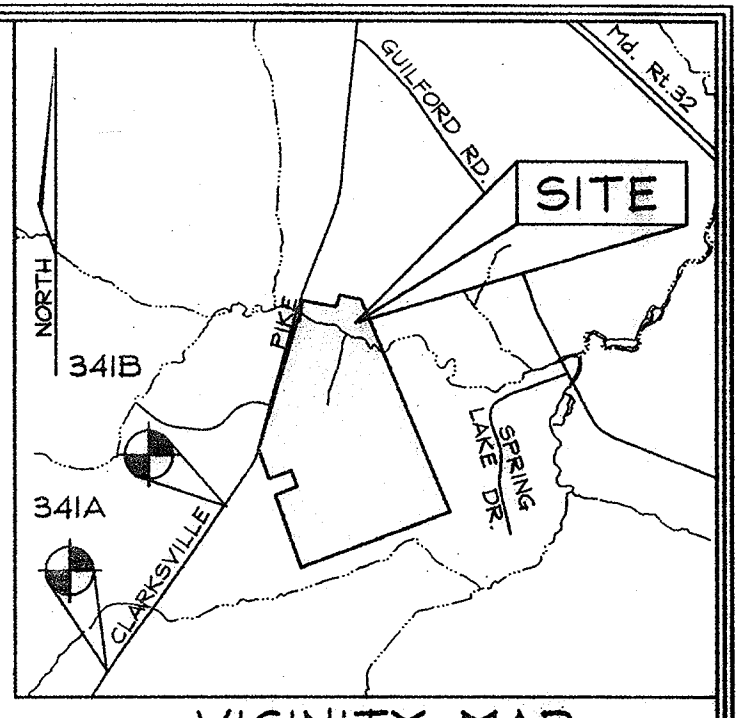 Md. Rt. 32
GUILFORD RD.
SITE
NORTH
PIKE
341B
SPRING
LAKE DR.
341A
CLARKSVILLE
VICINITY MAP